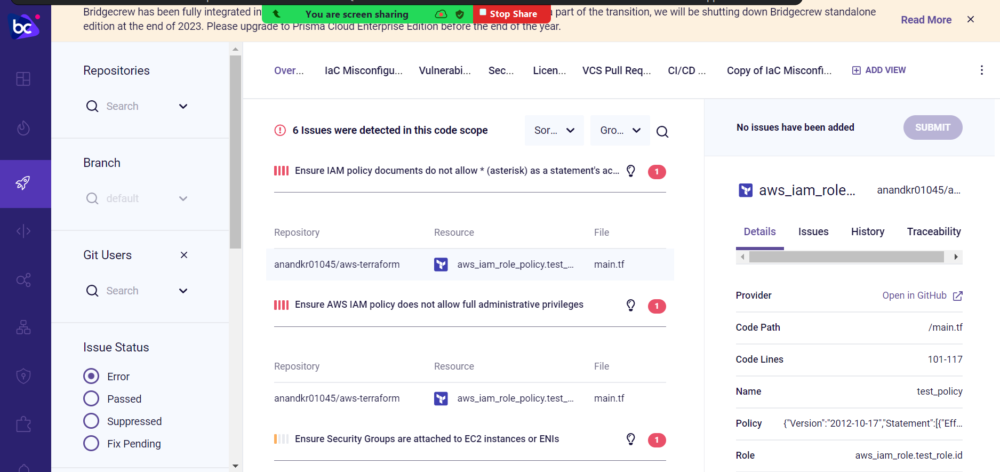 Bridgecrew has been fully integrated in
You are screen sharing
Stop Share
a part of the transition, we will be shutting down Bridgecrew standalone
edition at the end of 2023. Please upgrade to Prisma Cloud Enterprise Edition before the end of the year.
Read More
bc
Repositories
Search
Branch
default
Git Users
Search
Issue Status
Error
Passed
Suppressed
Fix Pending
Over...
IaC Misconfigu...
Vulnerabi...
Sec...
Licen...
VCS Pull Req...
CI/CD ...
Copy of IaC Misconfi...
ADD VIEW
6 Issues were detected in this code scope
Sor...
Gro...
Ensure IAM policy documents do not allow * (asterisk) as a statement's ac...
1
Repository
Resource
File
anandkr01045/aws-terraform
aws_iam_role_policy.test_...
main.tf
Ensure AWS IAM policy does not allow full administrative privileges
1
Repository
Resource
File
anandkr01045/aws-terraform
aws_iam_role_policy.test_...
main.tf
Ensure Security Groups are attached to EC2 instances or ENIs
1
No issues have been added
SUBMIT
aws_iam_role...
anandkr01045/a...
Details
Issues
History
Traceability
Provider
Open in GitHub
Code Path
/main.tf
Code Lines
101-117
Name
test_policy
Policy
{"Version":"2012-10-17","Statement":[{"Eff...
Role
aws_iam_role.test_role.id